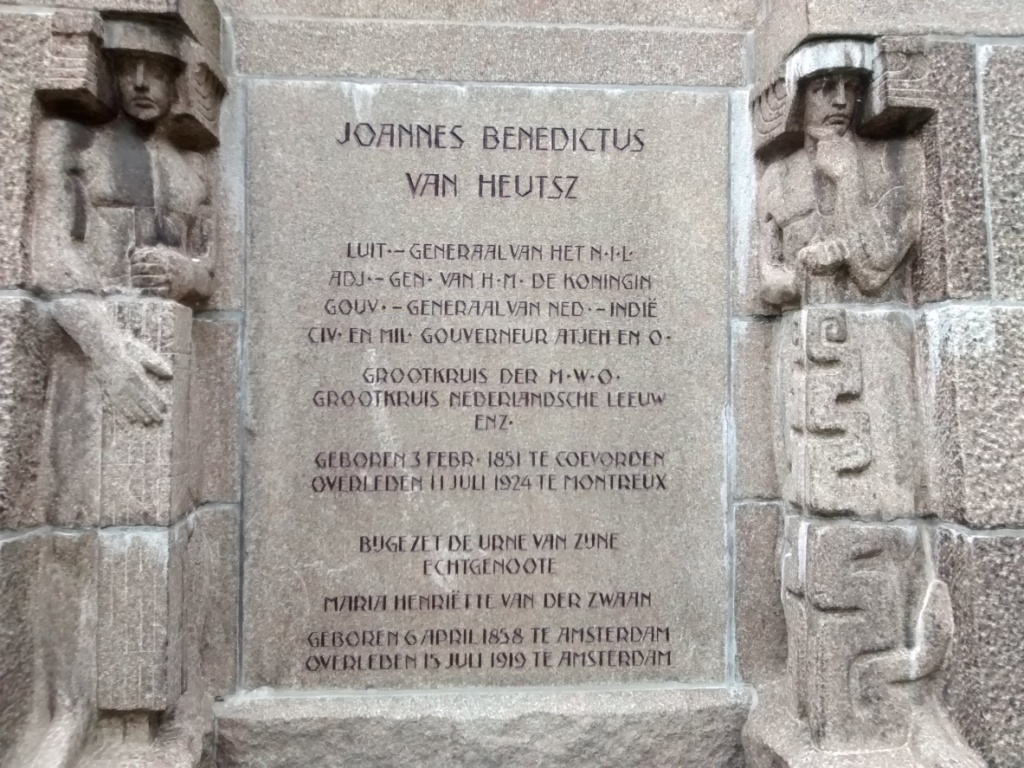 JOANNES BENEDICTUS
VAN HEUTSZ
LUIT·–GENERAAL VAN HET N·I·L·
ADJ·–GEN· VAN H·M· DE KONINGIN
GOUV·–GENERAAL VAN NED·–INDIË
CIV· EN MIL· GOUVERNEUR ATJEH EN O·
GROOTKRUIS DER M·W·O·
GROOTKRUIS NEDERLANDSCHE LEEUW
ENZ·
GEBOREN 3 FEBR· 1851 TE COEVORDEN
OVERLEDEN 11 JULI 1924 TE MONTREUX
BIJGEZET DE URNE VAN ZIJNE
ECHTGENOOTE
MARIA HENRIËTTE VAN DER ZWAAN
GEBOREN 6 APRIL 1858 TE AMSTERDAM
OVERLEDEN 15 JULI 1919 TE AMSTERDAM